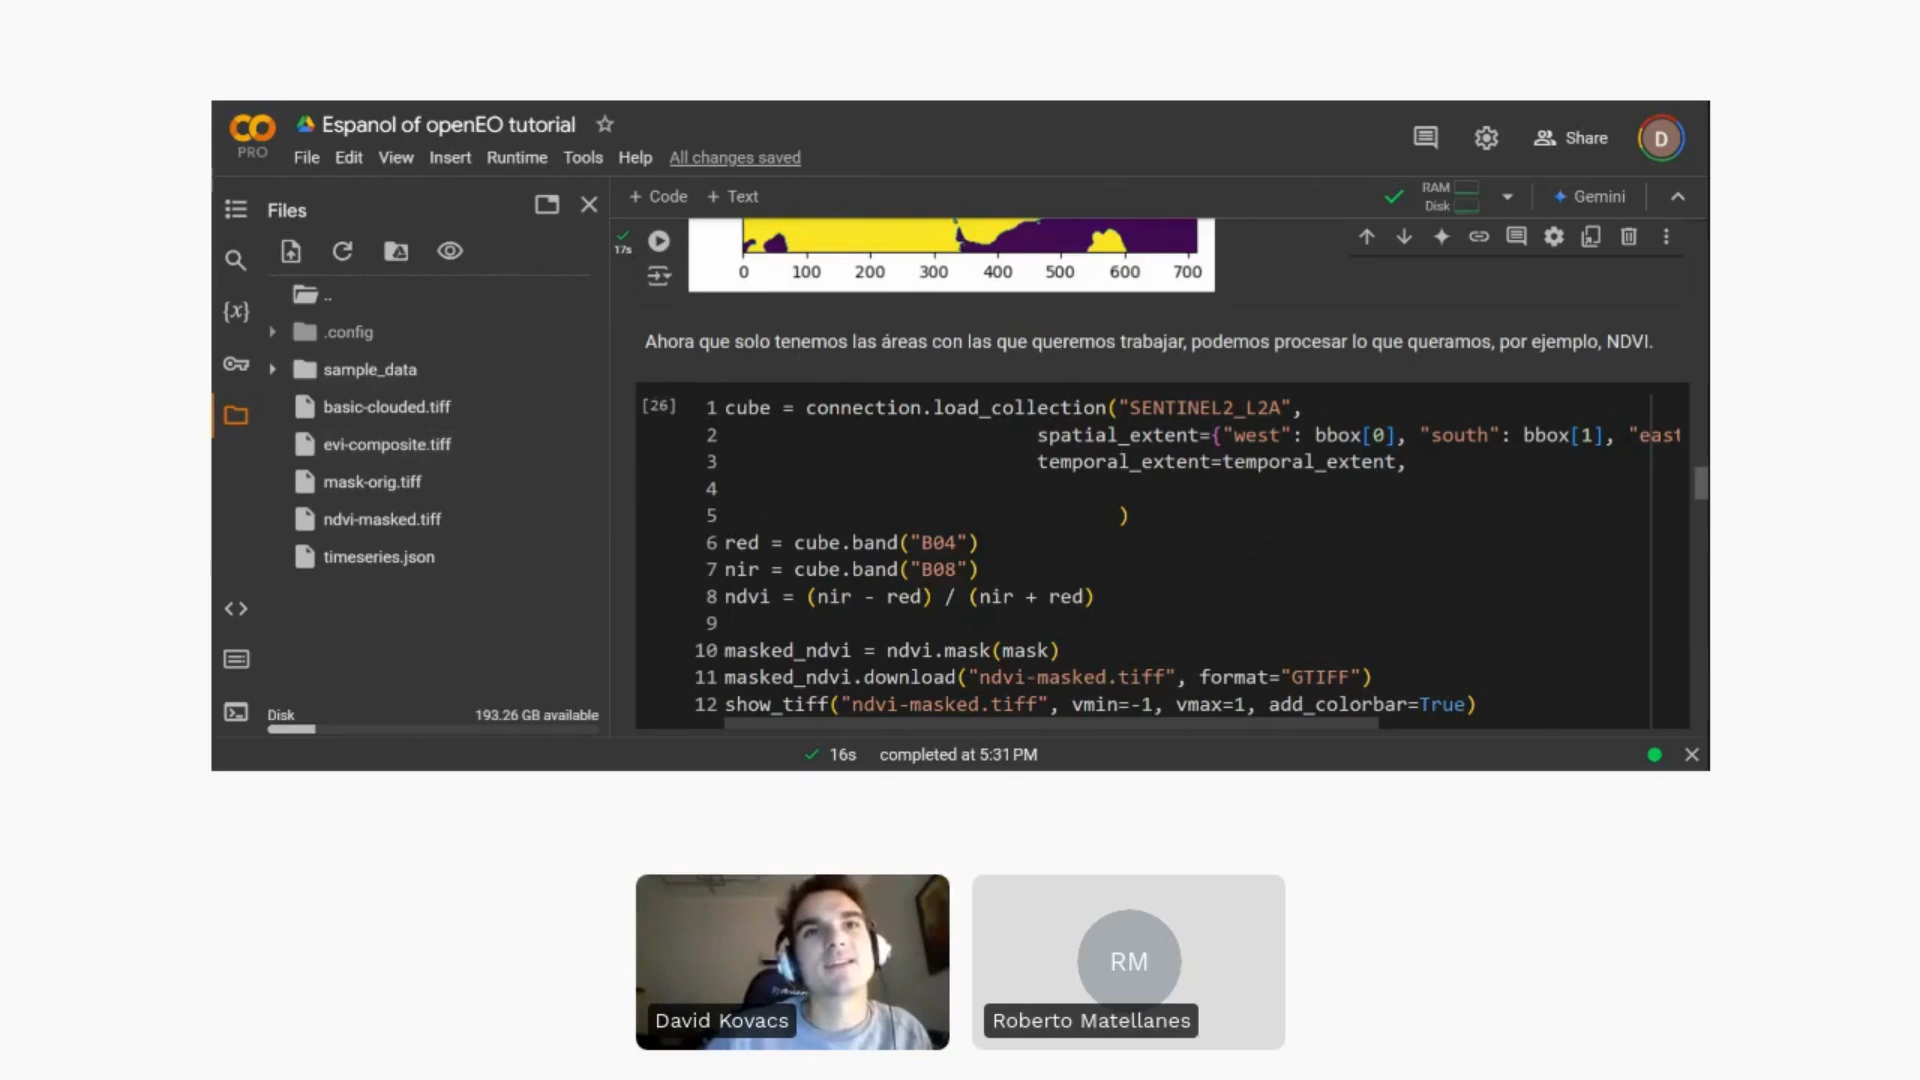 CO
PRO
Espanol of openEO tutorial
File Edit View Insert Runtime Tools Help All changes saved
Share
D
Files
+ Code + Text
RAM
Disk
Gemini
..
.config
sample_data
basic-clouded.tiff
evi-composite.tiff
mask-orig.tiff
ndvi-masked.tiff
timeseries.json
{x}
Disk 193.26 GB available
17s
0 100 200 300 400 500 600 700
Ahora que solo tenemos las áreas con las que queremos trabajar, podemos procesar lo que queramos, por ejemplo, NDVI.
[26]
1 cube = connection.load_collection("SENTINEL2_L2A",
2 spatial_extent={"west": bbox[0], "south": bbox[1], "east
3 temporal_extent=temporal_extent,
4
5 )
6 red = cube.band("B04")
7 nir = cube.band("B08")
8 ndvi = (nir - red) / (nir + red)
9
10 masked_ndvi = ndvi.mask(mask)
11 masked_ndvi.download("ndvi-masked.tiff", format="GTIFF")
12 show_tiff("ndvi-masked.tiff", vmin=-1, vmax=1, add_colorbar=True)
16s completed at 5:31 PM
David Kovacs
RM
Roberto Matellanes